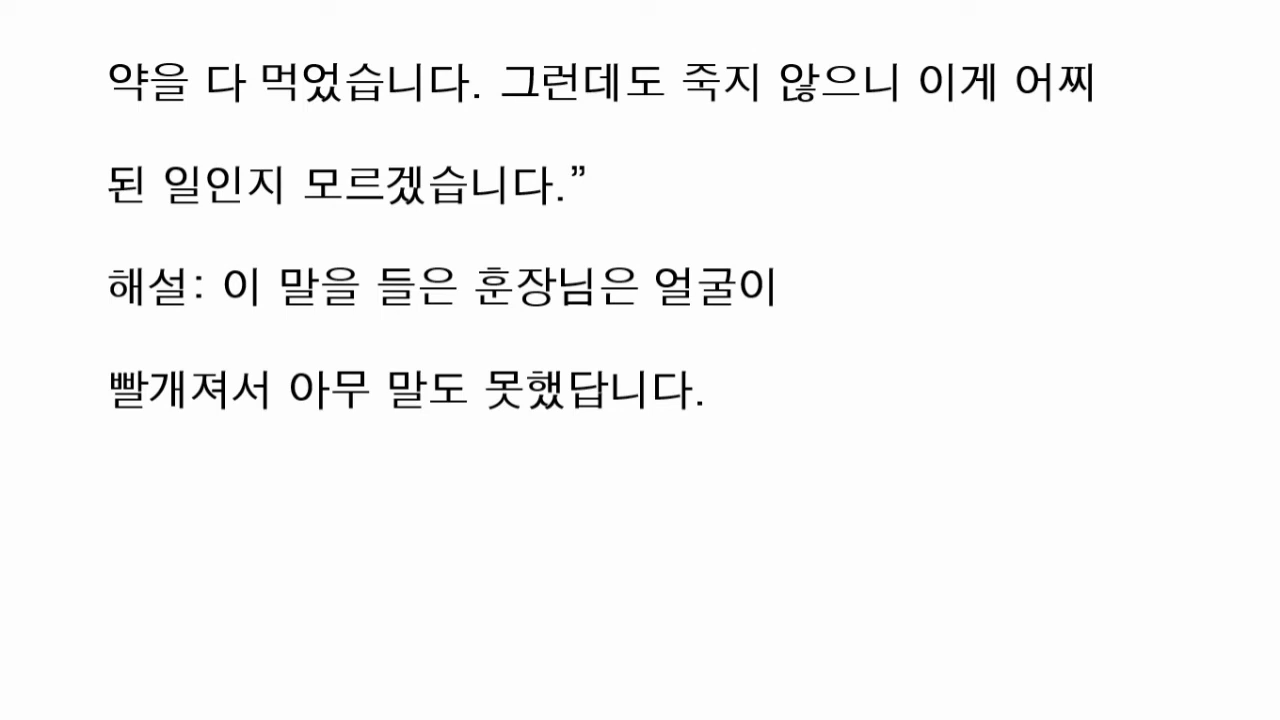 약을 다 먹었습니다. 그런데도 죽지 않으니 이게 어찌
된 일인지 모르겠습니다.”
해설: 이 말을 들은 훈장님은 얼굴이
빨개져서 아무 말도 못했답니다.